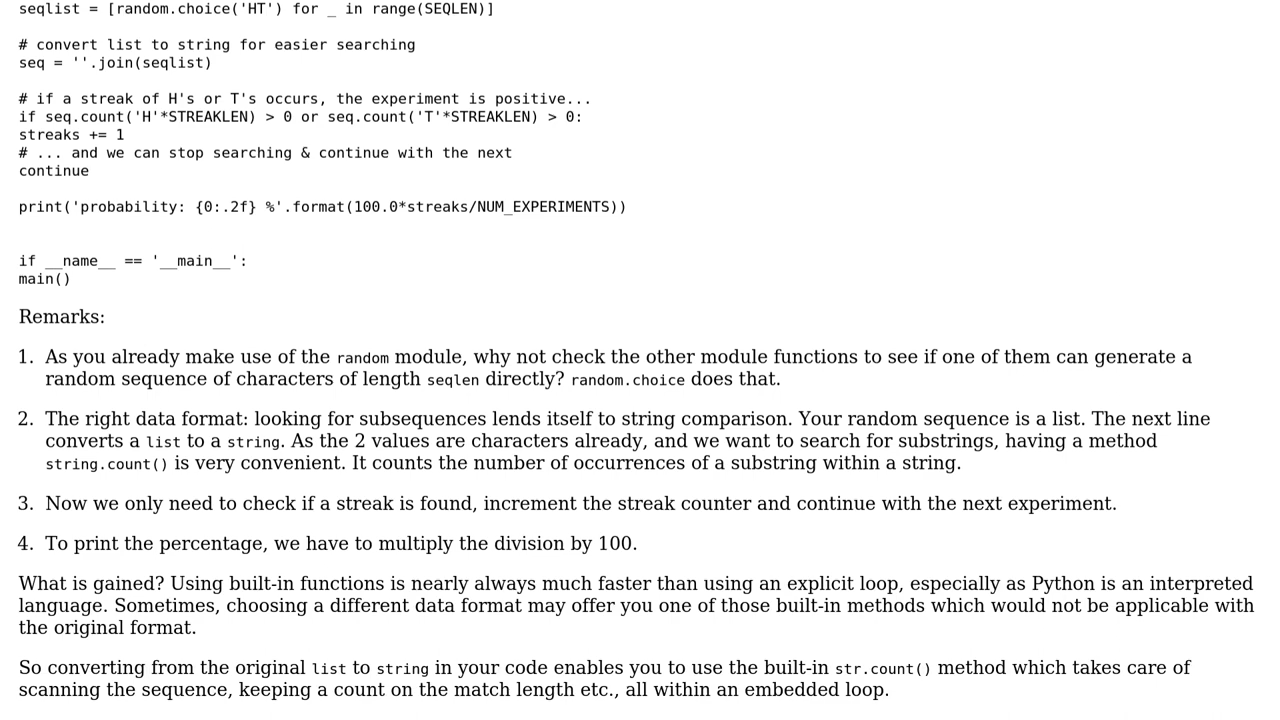 seqlist = [random.choice('HT') for _ in range(SEQLEN)]
# convert list to string for easier searching
seq = ''.join(seqlist)
# if a streak of H's or T's occurs, the experiment is positive...
if seq.count('H'*STREAKLEN) > 0 or seq.count('T'*STREAKLEN) > 0:
streaks += 1
# ... and we can stop searching & continue with the next
continue
print('probability: {0:.2f} %'.format(100.0*streaks/NUM_EXPERIMENTS))
if __name__ == '__main__':
main()
Remarks:
1. As you already make use of the random module, why not check the other module functions to see if one of them can generate a
random sequence of characters of length seqlen directly? random.choice does that.
2. The right data format: looking for subsequences lends itself to string comparison. Your random sequence is a list. The next line
converts a list to a string. As the 2 values are characters already, and we want to search for substrings, having a method
string.count() is very convenient. It counts the number of occurrences of a substring within a string.
3. Now we only need to check if a streak is found, increment the streak counter and continue with the next experiment.
4. To print the percentage, we have to multiply the division by 100.
What is gained? Using built-in functions is nearly always much faster than using an explicit loop, especially as Python is an interpreted
language. Sometimes, choosing a different data format may offer you one of those built-in methods which would not be applicable with
the original format.
So converting from the original list to string in your code enables you to use the built-in str.count() method which takes care of
scanning the sequence, keeping a count on the match length etc., all within an embedded loop.